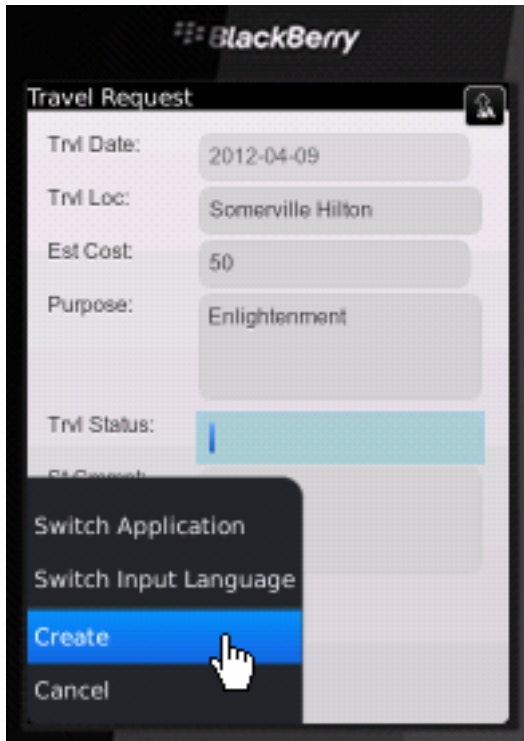 BlackBerry
Travel Request
Trvl Date:
2012-04-09
Trvl Loc:
Somerville Hilton
Est Cost:
50
Purpose:
Enlightenment
Trvl Status:
Switch Application
Switch Input Language
Create
Cancel